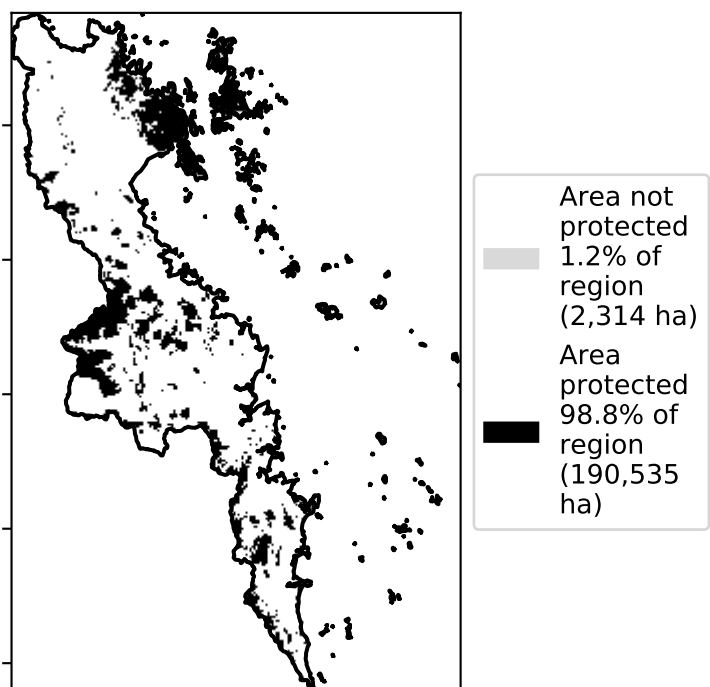 Area not
protected
1.2% of
region
(2,314 ha)
Area
protected
98.8% of
region
(190,535
ha)